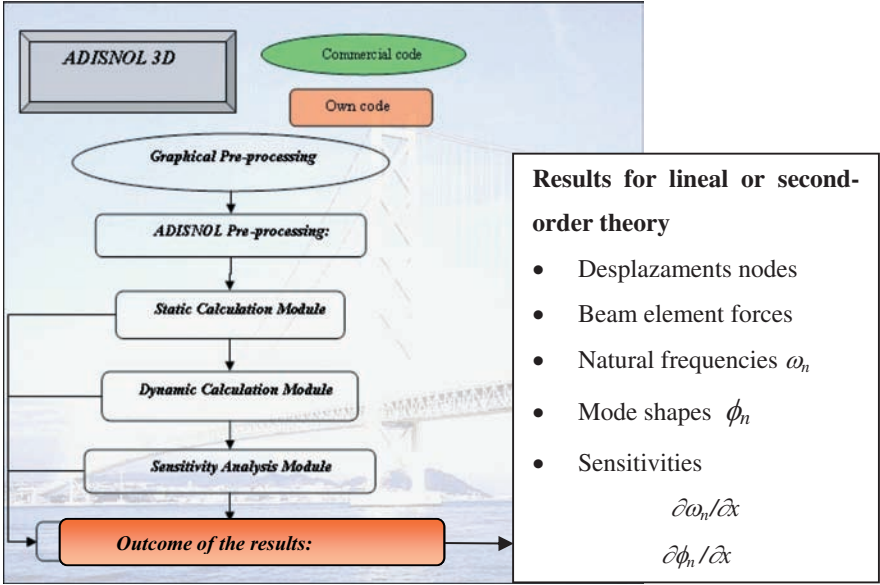 ADISNOL 3D
Commercial code
Own code
Graphical Pre-processing
ADISNOL Pre-processing:
Static Calculation Module
Dynamic Calculation Module
Sensitivity Analysis Module
Outcome of the results:
Results for lineal or second-
order theory
• Desplazaments nodes
• Beam element forces
• Natural frequencies ωₙ
• Mode shapes ϕₙ
• Sensitivities
∂ωₙ/∂x
∂ϕₙ/∂x